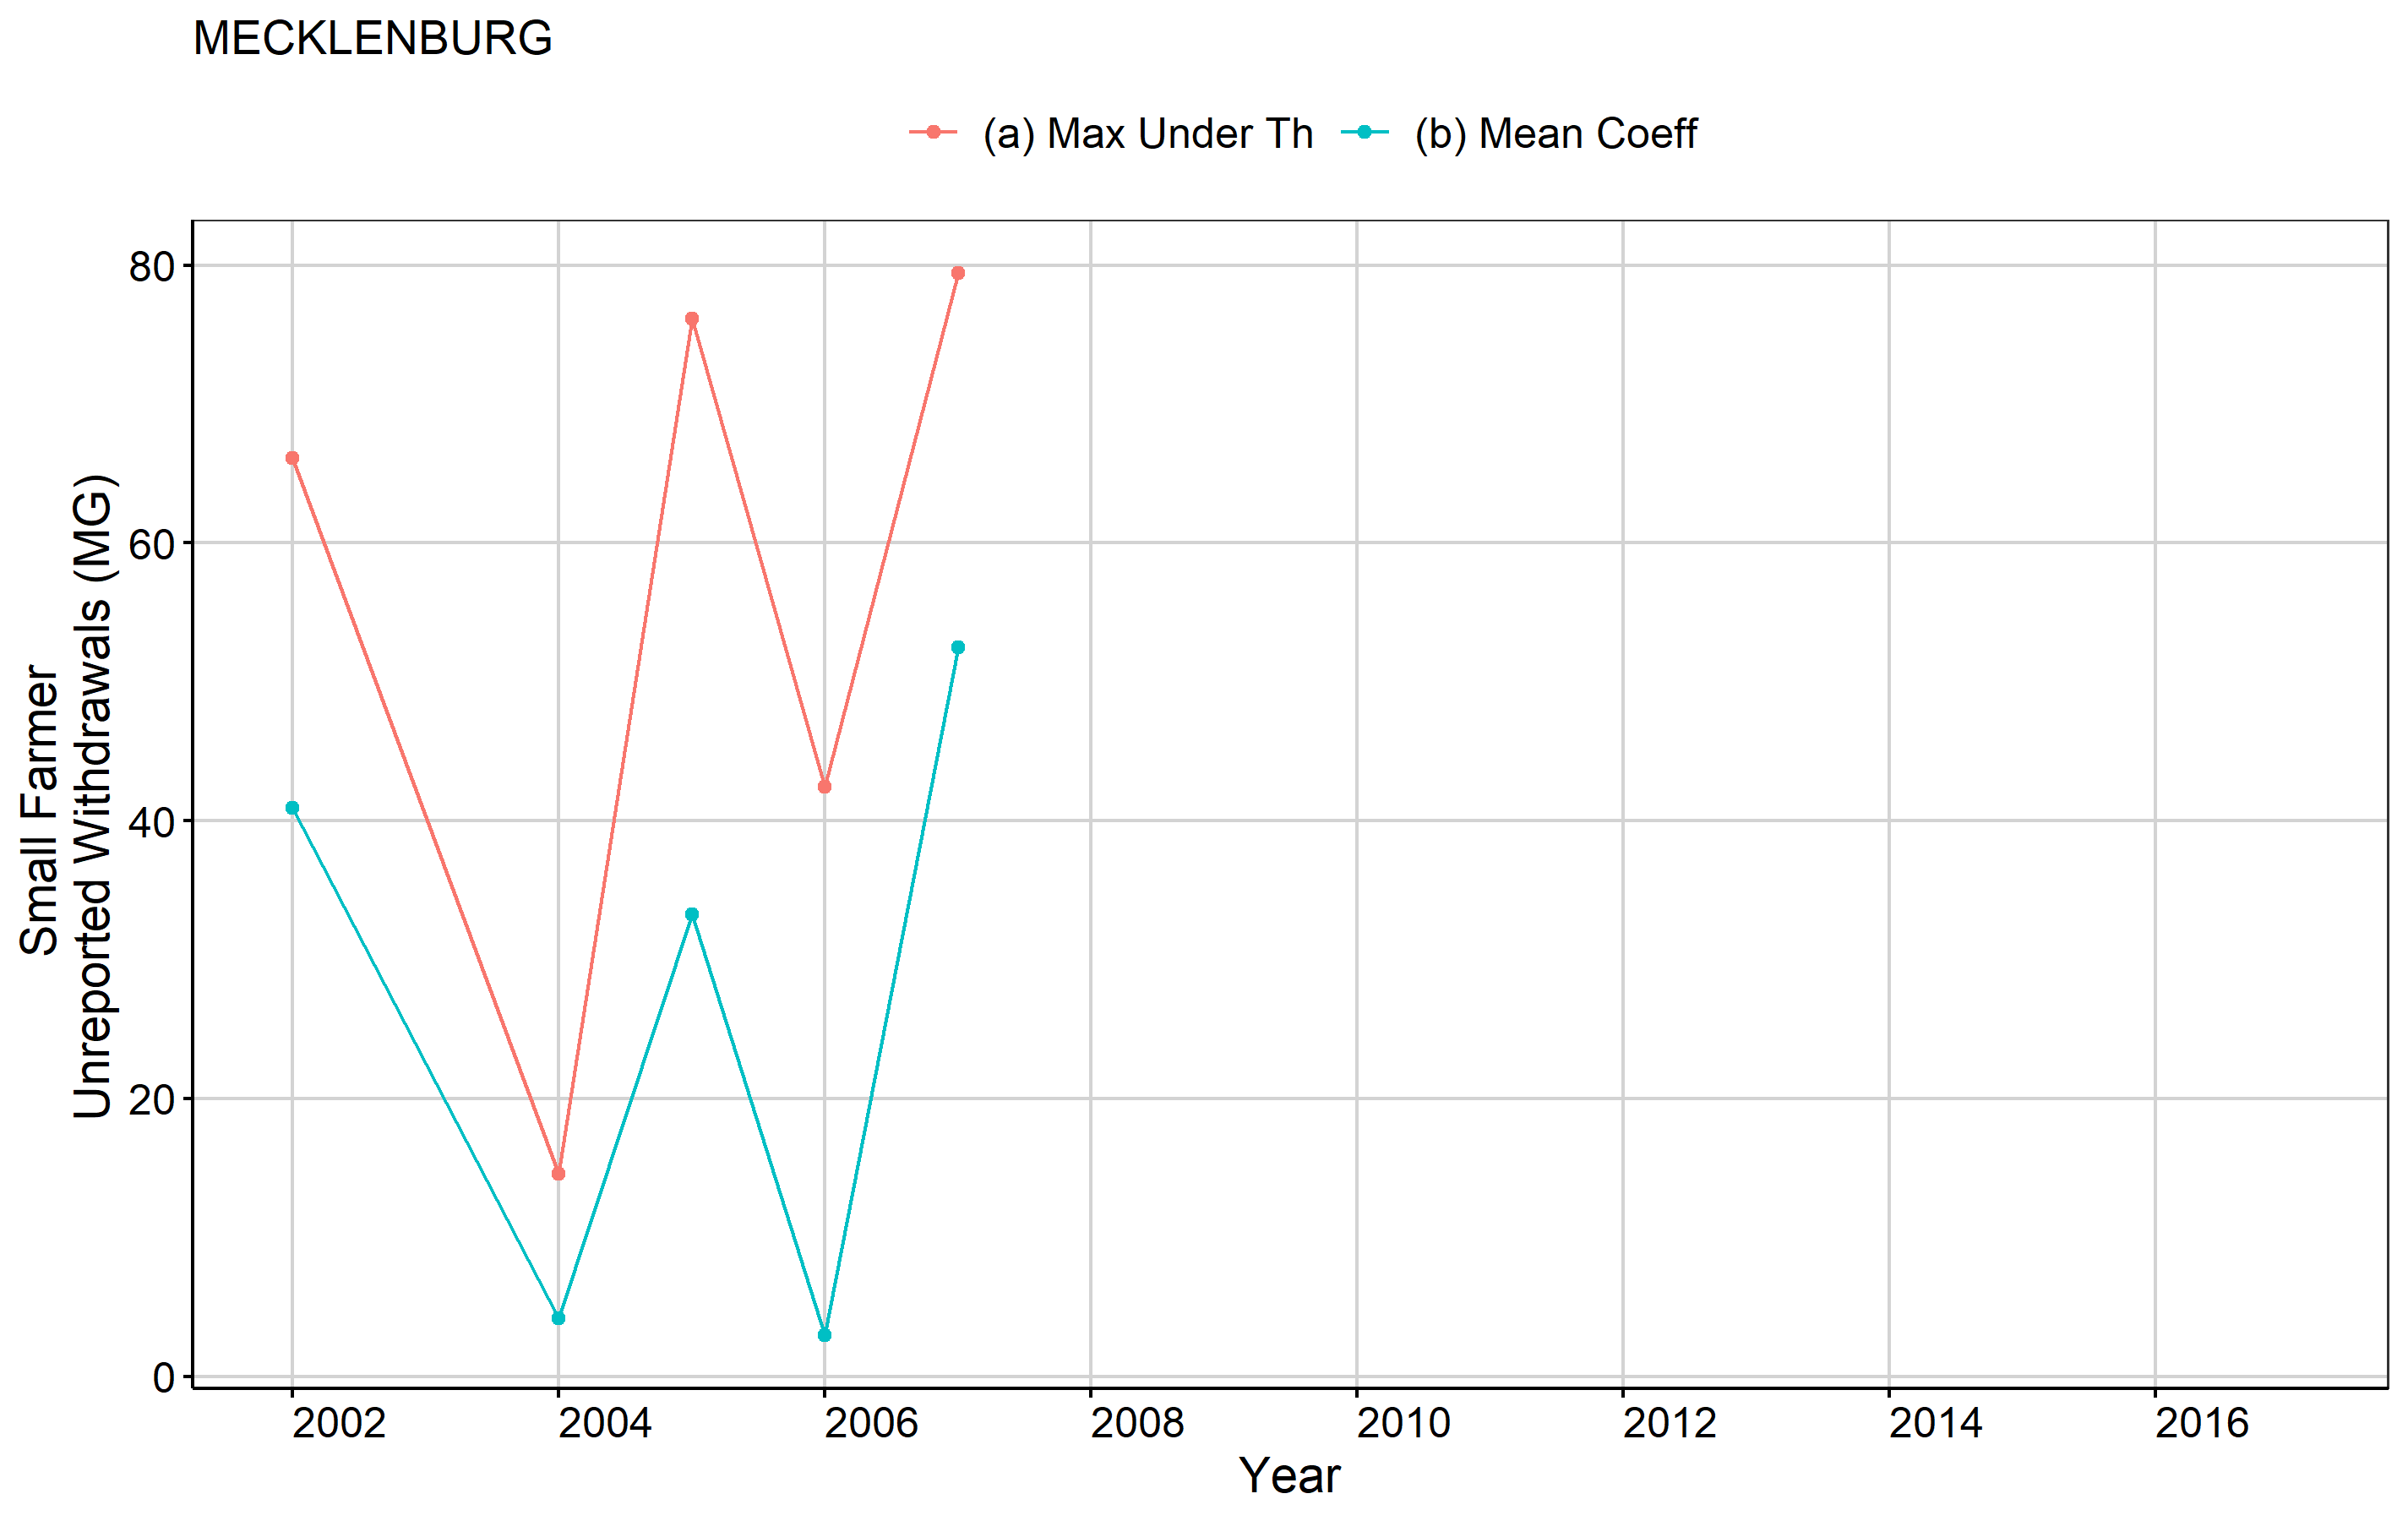 MECKLENBURG
(a) Max Under Th
(b) Mean Coeff
Small Farmer
Unreported Withdrawals (MG)
80
60
40
20
0
2002
2004
2006
2008
2010
2012
2014
2016
Year